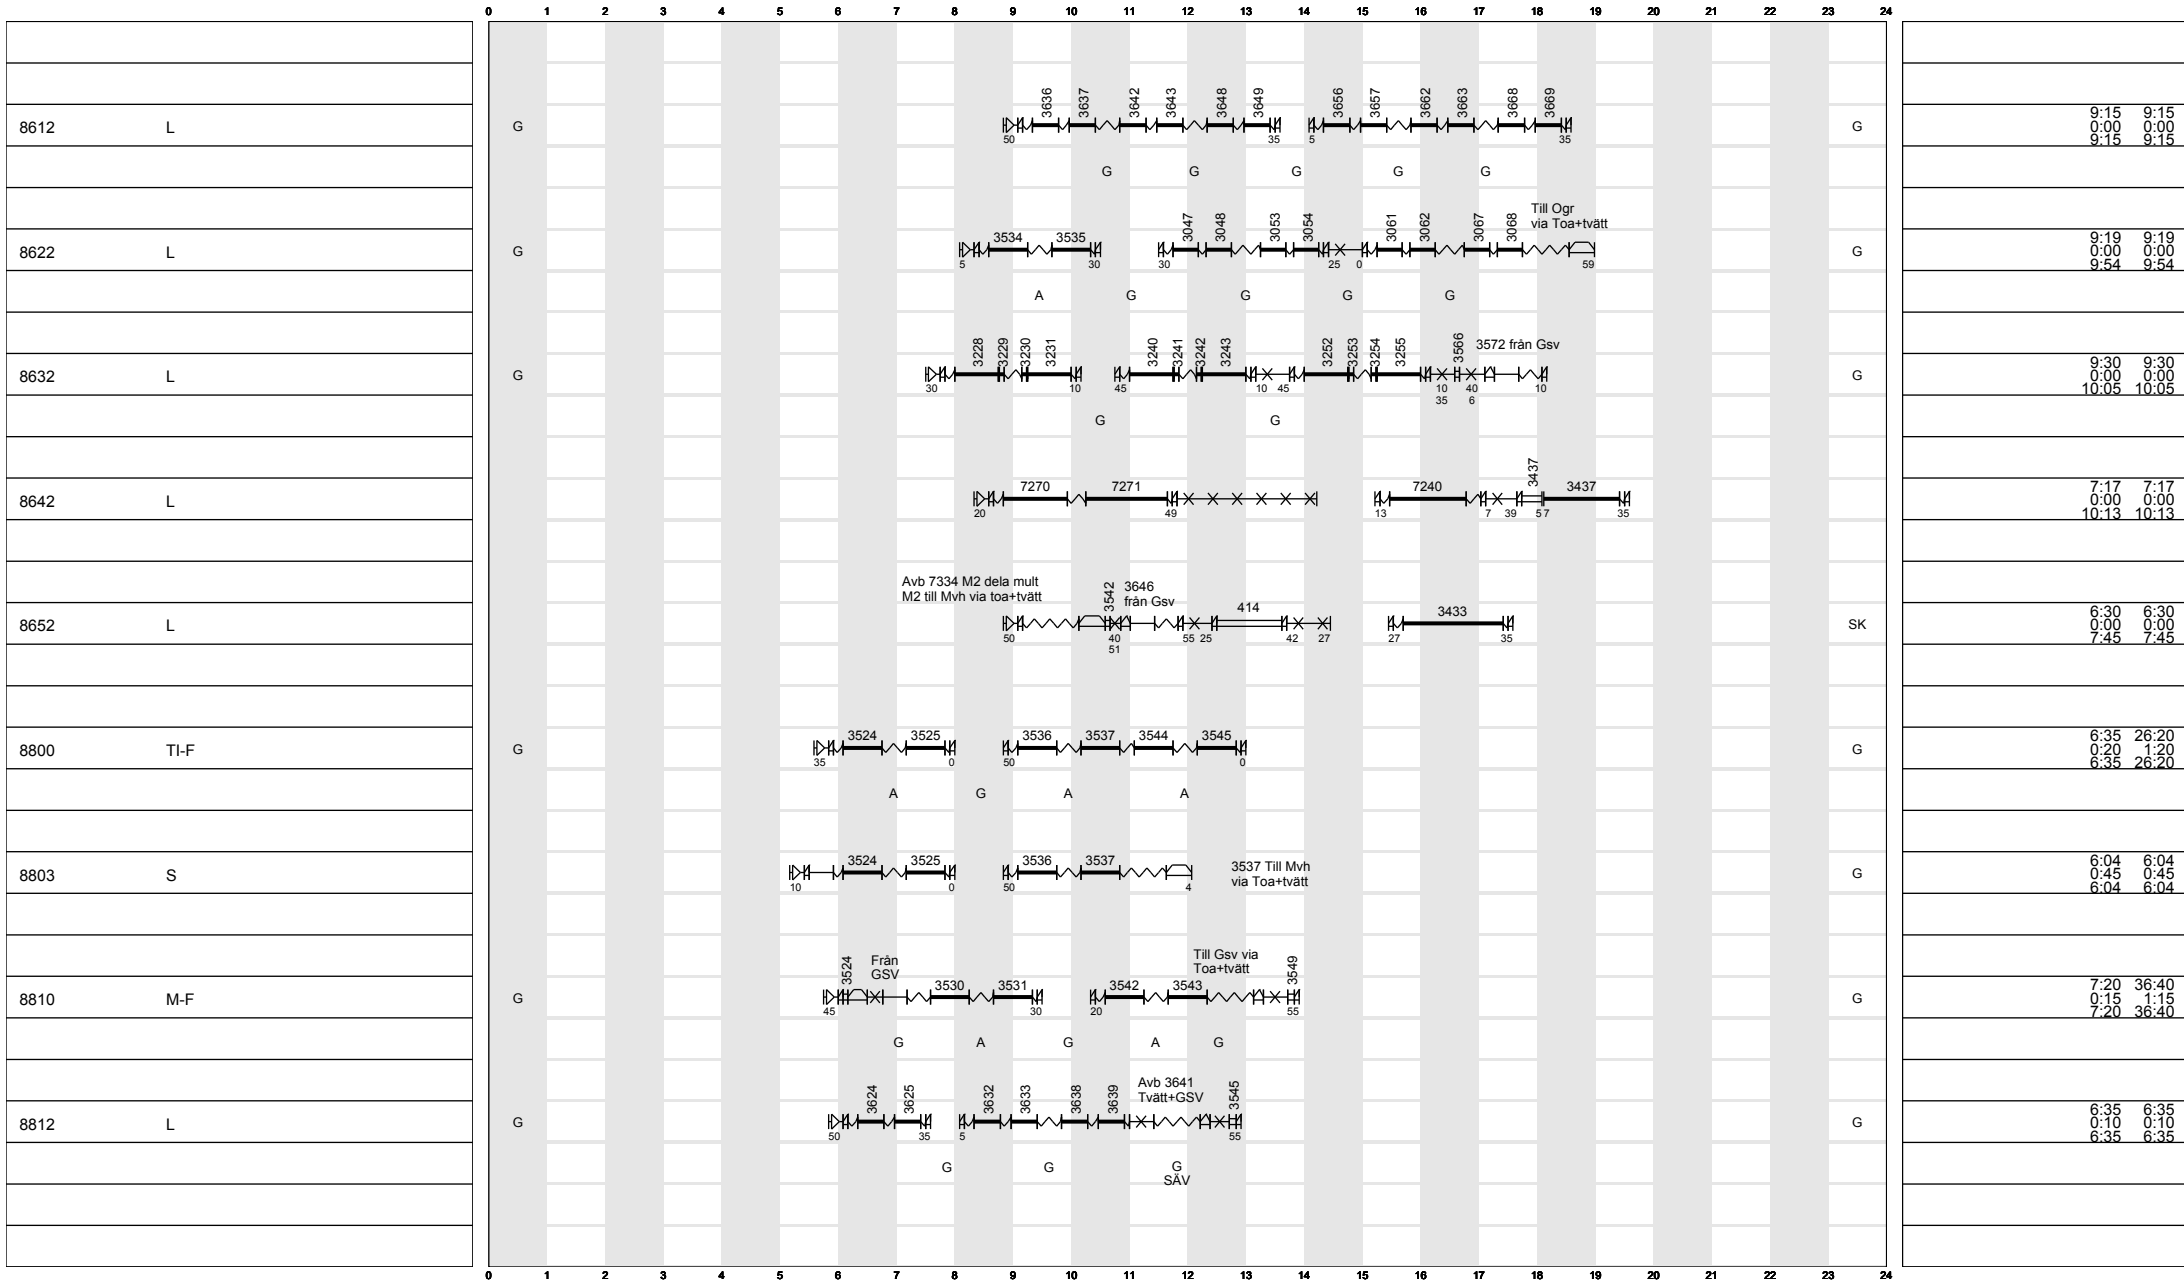 0 1 2 3 4 5 6 7 8 9 10 11 12 13 14 15 16 17 18 19 20 21 22 23 24
3636 3637 3642 3643 3648 3649 3656 3657 3662 3663 3668 3669
8612 L G G 9:15 9:15
0:00 0:00
9:15 9:15
50 35 5 35
G G G G G
Till Ogr
via Toa+tvätt
3534 3535 3047 3048 3053 3054 3061 3062 3067 3068
8622 L G G 9:19 9:19
0:00 0:00
9:54 9:54
5 30 30 25 0 59
A G G G G
3228 3229 3230 3231 3240 3241 3242 3243 3252 3253 3254 3255 3566 3572 från Gsv
8632 L G G 9:30 9:30
0:00 0:00
10:05 10:05
30 10 45 10 45 10 40 10
35 6
G G
7270 7271 7240 3437 3437
8642 L 7:17 7:17
0:00 0:00
10:13 10:13
20 49 13 7 39 57 35
Avb 7334 M2 dela mult
M2 till Mvh via toa+tvätt
3542 3646
från Gsv
414 3433
8652 L SK 6:30 6:30
0:00 0:00
7:45 7:45
50 40 55 25 42 27 27 35
51
3524 3525 3536 3537 3544 3545
8800 TI-F G G 6:35 26:20
0:20 1:20
6:35 26:20
35 0 50 0
A G A A
3524 3525 3536 3537 3537 Till Mvh
via Toa+tvätt
8803 S G 6:04 6:04
0:45 0:45
6:04 6:04
10 0 50 4
3524 Från
GSV
3530 3531 3542 3543 Till Gsv via
Toa+tvätt
3549
8810 M-F G G 7:20 36:40
0:15 1:15
7:20 36:40
45 30 20 55
G A G A G
3624 3625 3632 3633 3638 3639 Avb 3641
Tvätt+GSV
3545
8812 L G G 6:35 6:35
0:10 0:10
6:35 6:35
50 35 5 55
G G G
SÄV
0 1 2 3 4 5 6 7 8 9 10 11 12 13 14 15 16 17 18 19 20 21 22 23 24